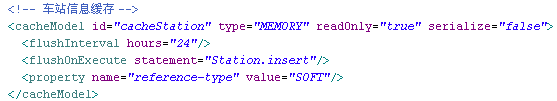 <!-- 车站信息缓存 -->
<cacheModel id="cacheStation" type="MEMORY" readOnly="true" serialize="false">
<flushInterval hours="24"/>
<flushOnExecute statement="Station.insert"/>
<property name="reference-type" value="SOFT"/>
</cacheModel>